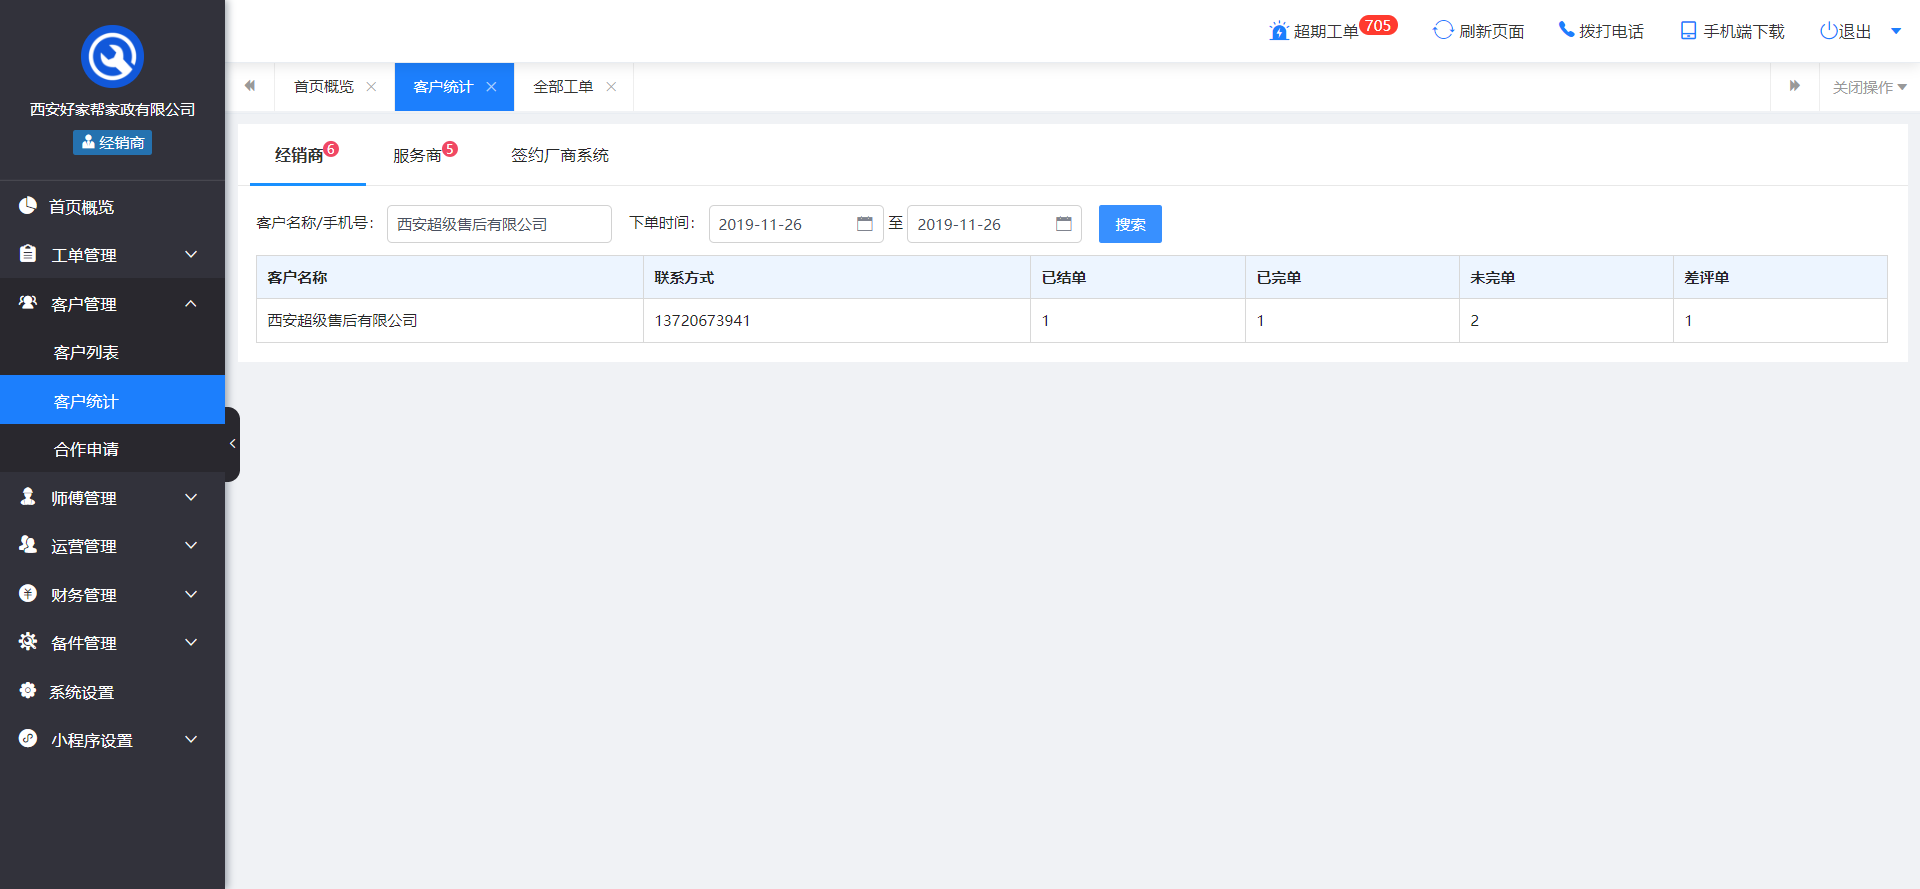 西安好家帮家政有限公司
经销商
首页概览
工单管理
客户管理
客户列表
客户统计
合作申请
师傅管理
运营管理
财务管理
备件管理
系统设置
小程序设置
超期工单 705 刷新页面 拨打电话 手机端下载 退出
首页概览 客户统计 全部工单 关闭操作
经销商 6 服务商 5 签约厂商系统
客户名称/手机号: 西安超级售后有限公司 下单时间: 2019-11-26 至 2019-11-26 搜索
客户名称 联系方式 已结单 已完单 未完单 差评单
西安超级售后有限公司 13720673941 1 1 2 1